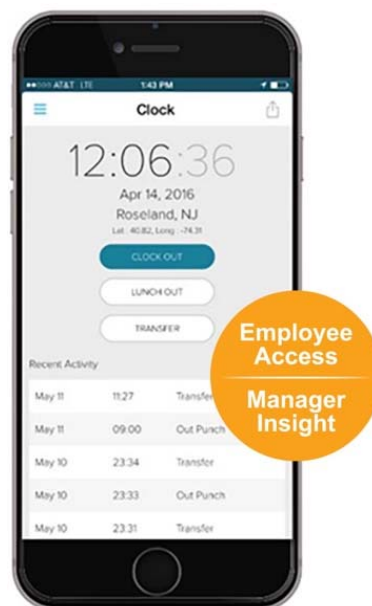 AT&T LTE 1:43 PM
Clock
12:06:36
Apr 14, 2016
Roseland, NJ
Lat : 40.82, Long : -74.31
CLOCK OUT
LUNCH OUT
TRANSFER
Recent Activity
May 11 11:27 Transfer
May 11 09:00 Out Punch
May 10 23:34 Transfer
May 10 23:33 Out Punch
May 10 23:31 Transfer
Employee
Access
Manager
Insight